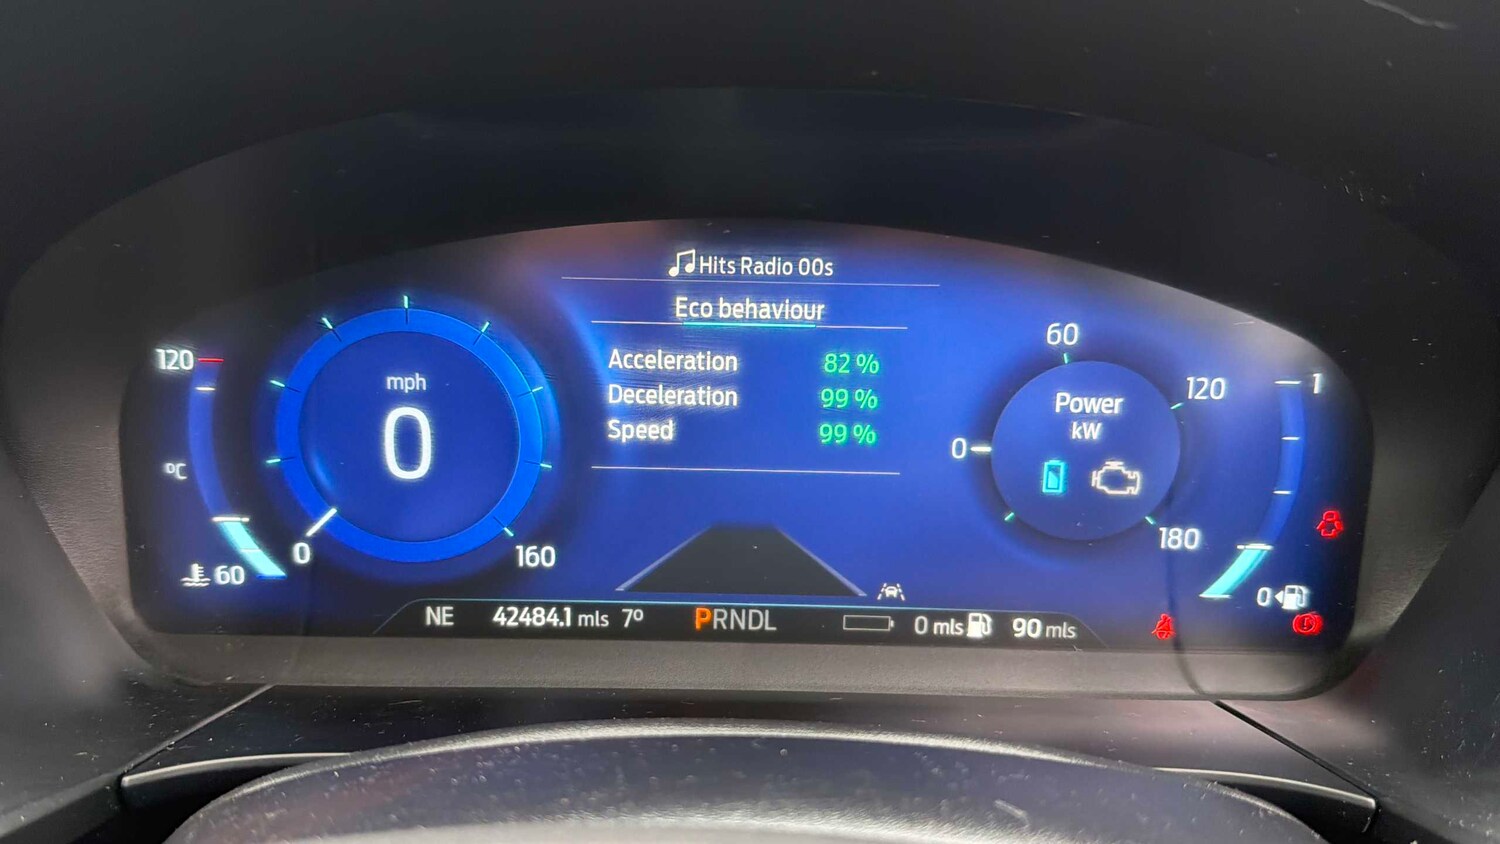 Hits Radio 00s
Eco behaviour
Acceleration 82 %
Deceleration 99 %
Speed 99 %
120
°C
60
mph
0
0
160
60
120
0
Power
kW
180
1
0
NE 42484.1 mls 7° PRNDL 0 mls 90 mls